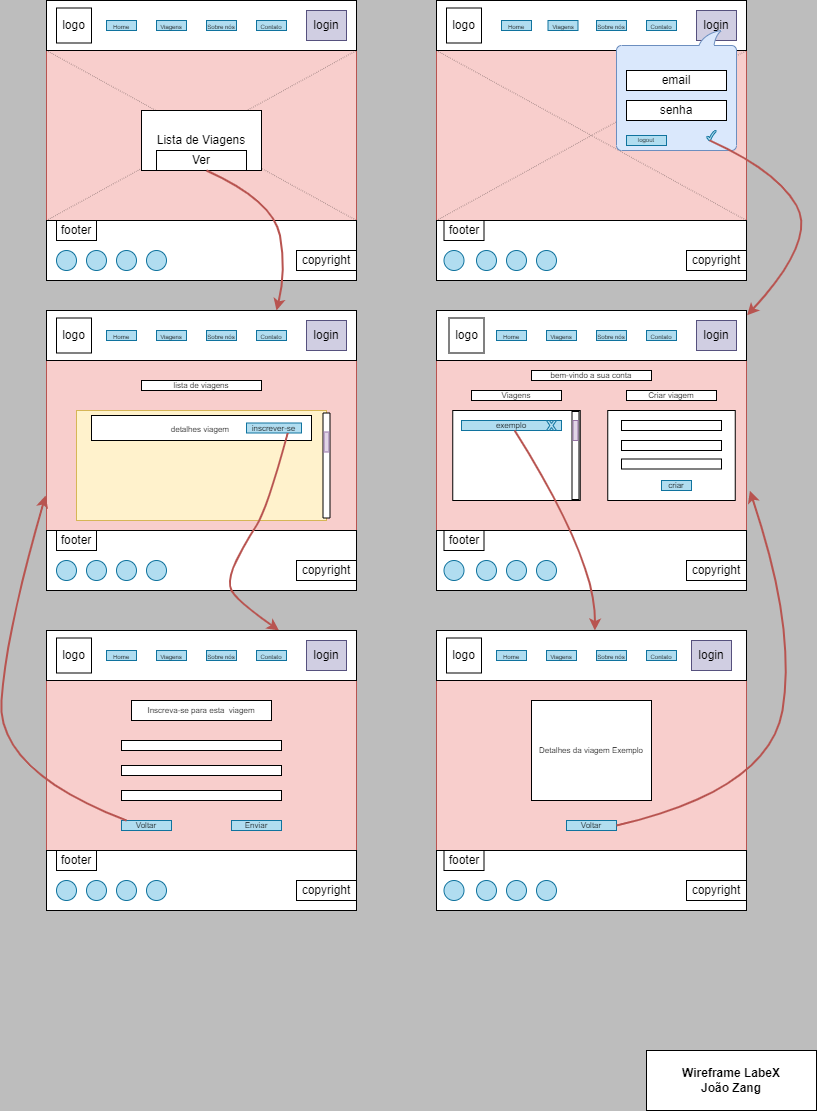 logo
Home
Viagens
Sobre nós
Contato
login
Lista de Viagens
Ver
footer
copyright
logo
Home
Viagens
Sobre nós
Contato
login
email
senha
logout
footer
copyright
logo
Home
Viagens
Sobre nós
Contato
login
lista de viagens
detalhes viagem
inscrever-se
footer
copyright
logo
Home
Viagens
Sobre nós
Contato
login
bem-vindo a sua conta
Viagens
Criar viagem
exemplo
X
criar
footer
copyright
logo
Home
Viagens
Sobre nós
Contato
login
Inscreva-se para esta viagem
Voltar
Enviar
footer
copyright
logo
Home
Viagens
Sobre nós
Contato
login
Detalhes da viagem Exemplo
Voltar
footer
copyright
Wireframe LabeX
João Zang